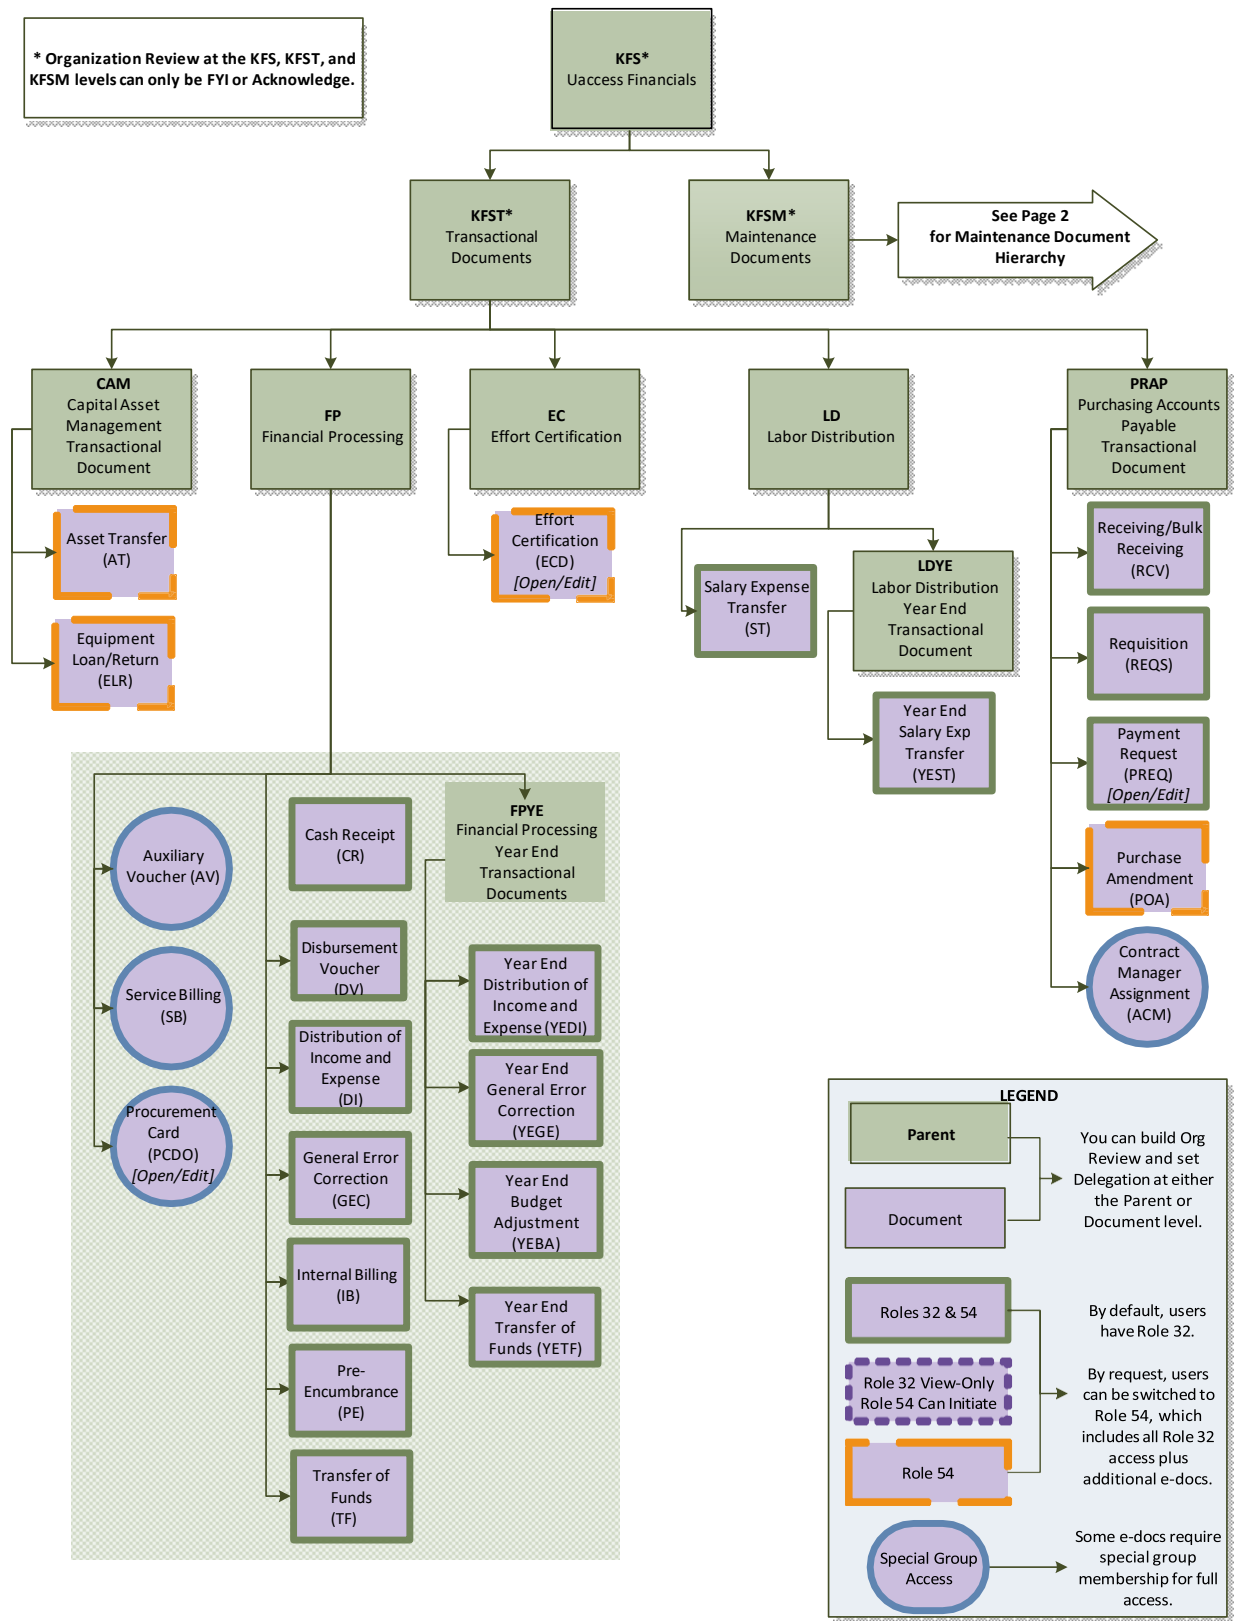 * Organization Review at the KFS, KFST, and
KFSM levels can only be FYI or Acknowledge.
KFS*
Uaccess Financials
KFST*
Transactional
Documents
KFSM*
Maintenance
Documents
See Page 2
for Maintenance Document
Hierarchy
CAM
Capital Asset
Management
Transactional
Document
FP
Financial Processing
EC
Effort Certification
LD
Labor Distribution
PRAP
Purchasing Accounts
Payable
Transactional
Document
Asset Transfer
(AT)
Equipment
Loan/Return
(ELR)
Effort
Certification
(ECD)
[Open/Edit]
Salary Expense
Transfer
(ST)
LDYE
Labor Distribution
Year End
Transactional
Document
Year End
Salary Exp
Transfer
(YEST)
Receiving/Bulk
Receiving
(RCV)
Requisition
(REQS)
Payment
Request
(PREQ)
[Open/Edit]
Purchase
Amendment
(POA)
Contract
Manager
Assignment
(ACM)
Auxiliary
Voucher (AV)
Service Billing
(SB)
Procurement
Card
(PCDO)
[Open/Edit]
Cash Receipt
(CR)
Disbursement
Voucher
(DV)
Distribution of
Income and
Expense
(DI)
General Error
Correction
(GEC)
Internal Billing
(IB)
Pre-
Encumbrance
(PE)
Transfer of
Funds
(TF)
FPYE
Financial Processing
Year End
Transactional
Documents
Year End
Distribution of
Income and
Expense (YEDI)
Year End
General Error
Correction
(YEGE)
Year End
Budget
Adjustment
(YEBA)
Year End
Transfer of
Funds (YETF)
LEGEND
Parent
Document
You can build Org
Review and set
Delegation at either
the Parent or
Document level.
Roles 32 & 54
By default, users
have Role 32.
Role 32 View-Only
Role 54 Can Initiate
Role 54
By request, users
can be switched to
Role 54, which
includes all Role 32
access plus
additional e-docs.
Special Group
Access
Some e-docs require
special group
membership for full
access.